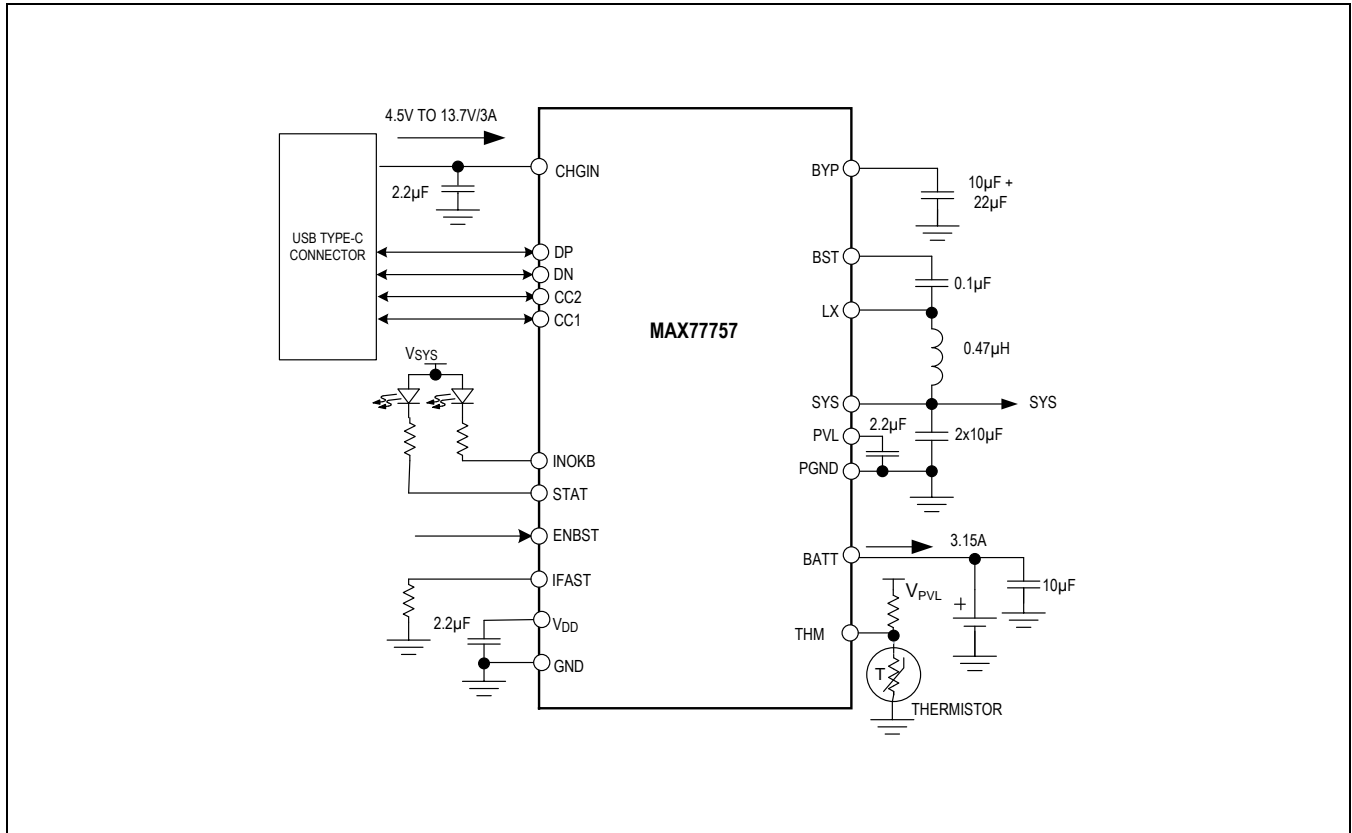 4.5V TO 13.7V/3A
CHGIN
2.2µF
USB TYPE-C
CONNECTOR
DP
DN
CC2
CC1
VSYS
INOKB
STAT
ENBST
IFAST
2.2µF
VDD
GND
MAX77757
BYP
10µF +
22µF
BST
0.1µF
LX
0.47µH
SYS
SYS
2.2µF
PVL
2x10µF
PGND
3.15A
BATT
10µF
VPVL
+
THM
T
THERMISTOR